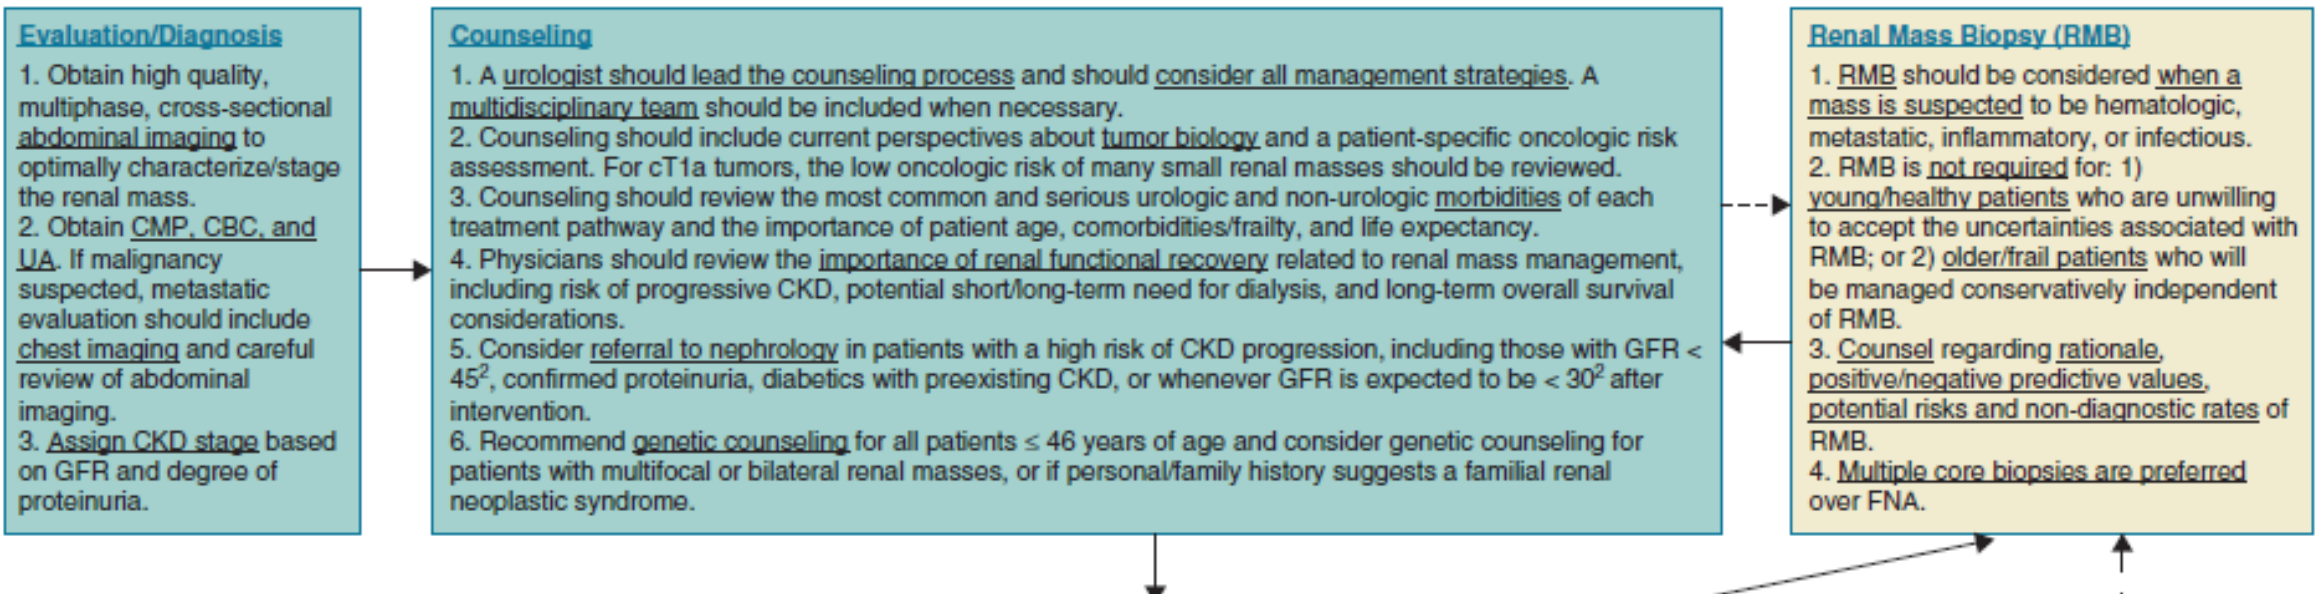 Evaluation/Diagnosis
1. Obtain high quality,
multiphase, cross-sectional
abdominal imaging to
optimally characterize/stage
the renal mass.
2. Obtain CMP, CBC, and
UA. If malignancy
suspected, metastatic
evaluation should include
chest imaging and careful
review of abdominal
imaging.
3. Assign CKD stage based
on GFR and degree of
proteinuria.
Counseling
1. A urologist should lead the counseling process and should consider all management strategies. A
multidisciplinary team should be included when necessary.
2. Counseling should include current perspectives about tumor biology and a patient-specific oncologic risk
assessment. For cT1a tumors, the low oncologic risk of many small renal masses should be reviewed.
3. Counseling should review the most common and serious urologic and non-urologic morbidities of each
treatment pathway and the importance of patient age, comorbidities/frailty, and life expectancy.
4. Physicians should review the importance of renal functional recovery related to renal mass management,
including risk of progressive CKD, potential short/long-term need for dialysis, and long-term overall survival
considerations.
5. Consider referral to nephrology in patients with a high risk of CKD progression, including those with GFR <
45², confirmed proteinuria, diabetics with preexisting CKD, or whenever GFR is expected to be < 30² after
intervention.
6. Recommend genetic counseling for all patients ≤ 46 years of age and consider genetic counseling for
patients with multifocal or bilateral renal masses, or if personal/family history suggests a familial renal
neoplastic syndrome.
Renal Mass Biopsy (RMB)
1. RMB should be considered when a
mass is suspected to be hematologic,
metastatic, inflammatory, or infectious.
2. RMB is not required for: 1)
young/healthy patients who are unwilling
to accept the uncertainties associated with
RMB; or 2) older/frail patients who will
be managed conservatively independent
of RMB.
3. Counsel regarding rationale,
positive/negative predictive values,
potential risks and non-diagnostic rates of
RMB.
4. Multiple core biopsies are preferred
over FNA.